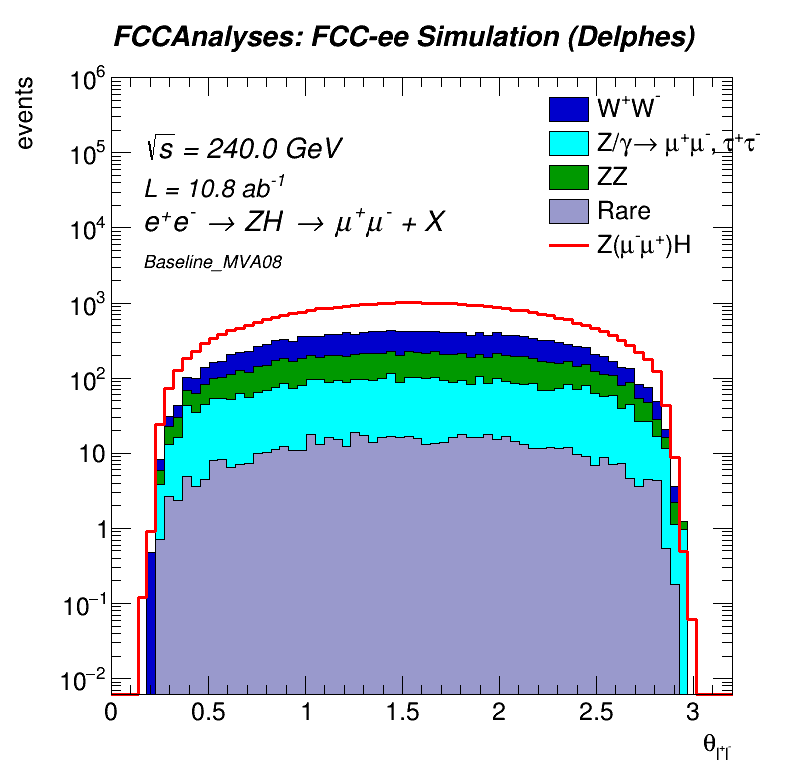 FCCAnalyses: FCC-ee Simulation (Delphes)
events
10⁶
10⁵
10⁴
10³
10²
10
1
10⁻¹
10⁻²
√s = 240.0 GeV
L = 10.8 ab⁻¹
e⁺e⁻ → ZH → μ⁺μ⁻ + X
Baseline_MVA08
W⁺W⁻
Z/γ→ μ⁺μ⁻, τ⁺τ⁻
ZZ
Rare
Z(μ⁻μ⁺)H
0 0.5 1 1.5 2 2.5 3
θ_l⁺l⁻